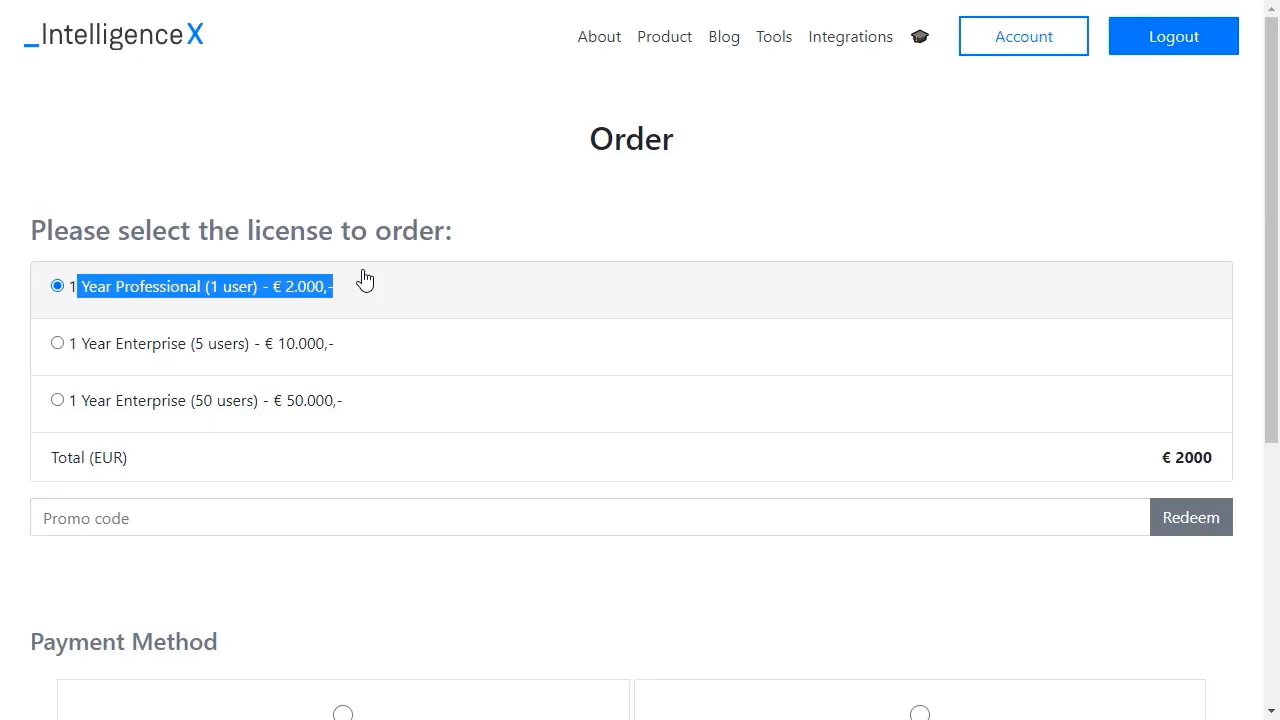 _IntelligenceX
About Product Blog Tools Integrations
Account
Logout
Order
Please select the license to order:
1 Year Professional (1 user) - € 2.000,-
1 Year Enterprise (5 users) - € 10.000,-
1 Year Enterprise (50 users) - € 50.000,-
Total (EUR) € 2000
Promo code Redeem
Payment Method